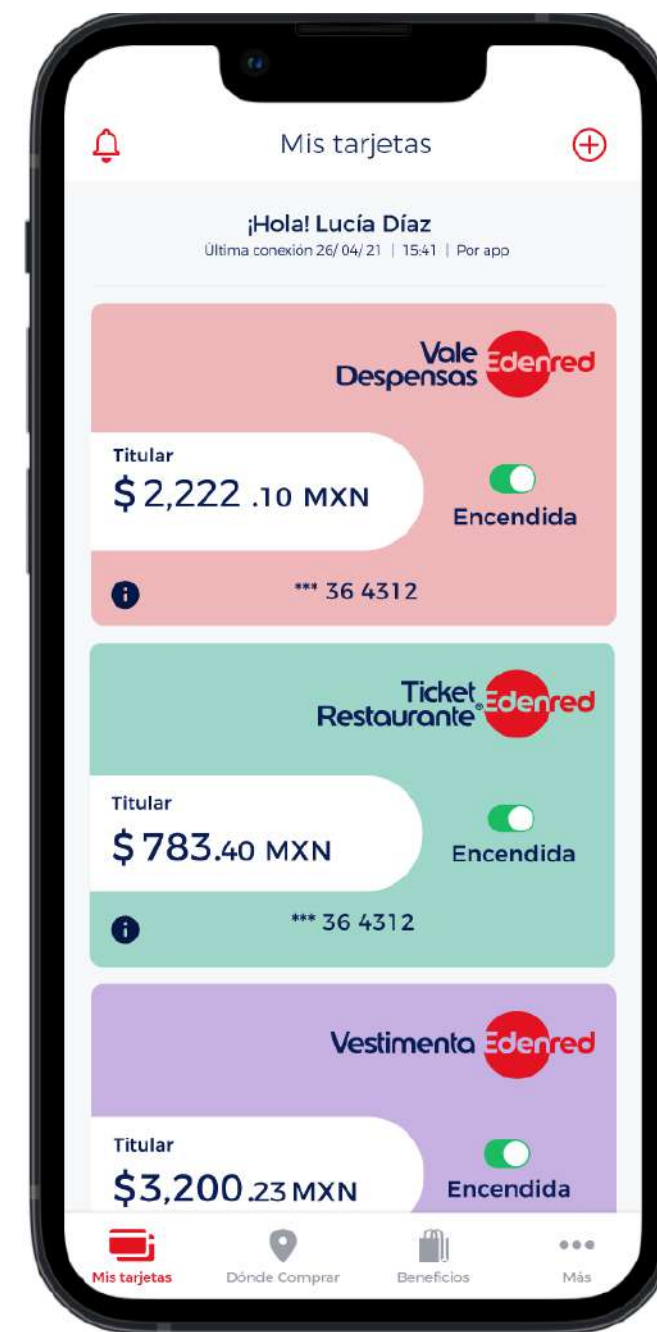 Mis tarjetas
¡Hola! Lucía Díaz
Última conexión 26/ 04/ 21 | 15:41 | Por app
Vale
Despensas
Edenred
Titular
$ 2,222 .10 MXN
Encendida
*** 36 4312
Ticket
Restaurante®
Edenred
Titular
$ 783.40 MXN
Encendida
*** 36 4312
Vestimenta Edenred
Titular
$3,200.23 MXN
Encendida
Mis tarjetas Dónde Comprar Beneficios Más